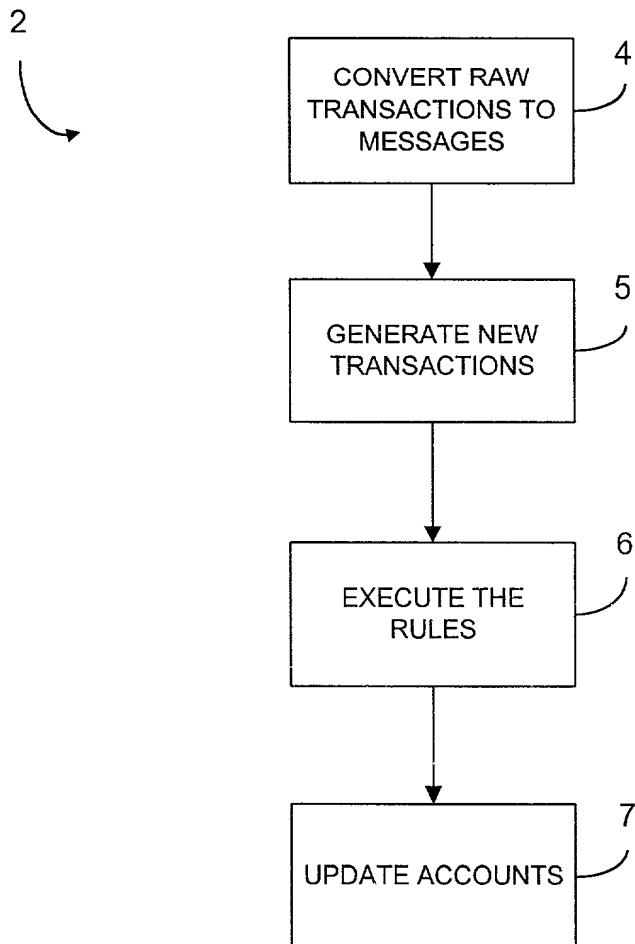 2
4
CONVERT RAW
TRANSACTIONS TO
MESSAGES
5
GENERATE NEW
TRANSACTIONS
6
EXECUTE THE
RULES
7
UPDATE ACCOUNTS